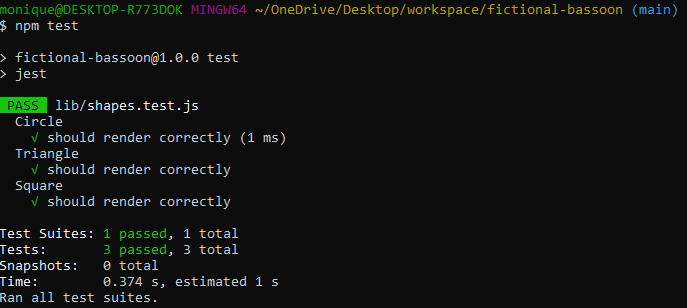 monique@DESKTOP-R773DOK MINGW64 ~/OneDrive/Desktop/workspace/fictional-bassoon (main)
$ npm test
> fictional-bassoon@1.0.0 test
> jest
PASS lib/shapes.test.js
Circle
√ should render correctly (1 ms)
Triangle
√ should render correctly
Square
√ should render correctly
Test Suites: 1 passed, 1 total
Tests: 3 passed, 3 total
Snapshots: 0 total
Time: 0.374 s, estimated 1 s
Ran all test suites.